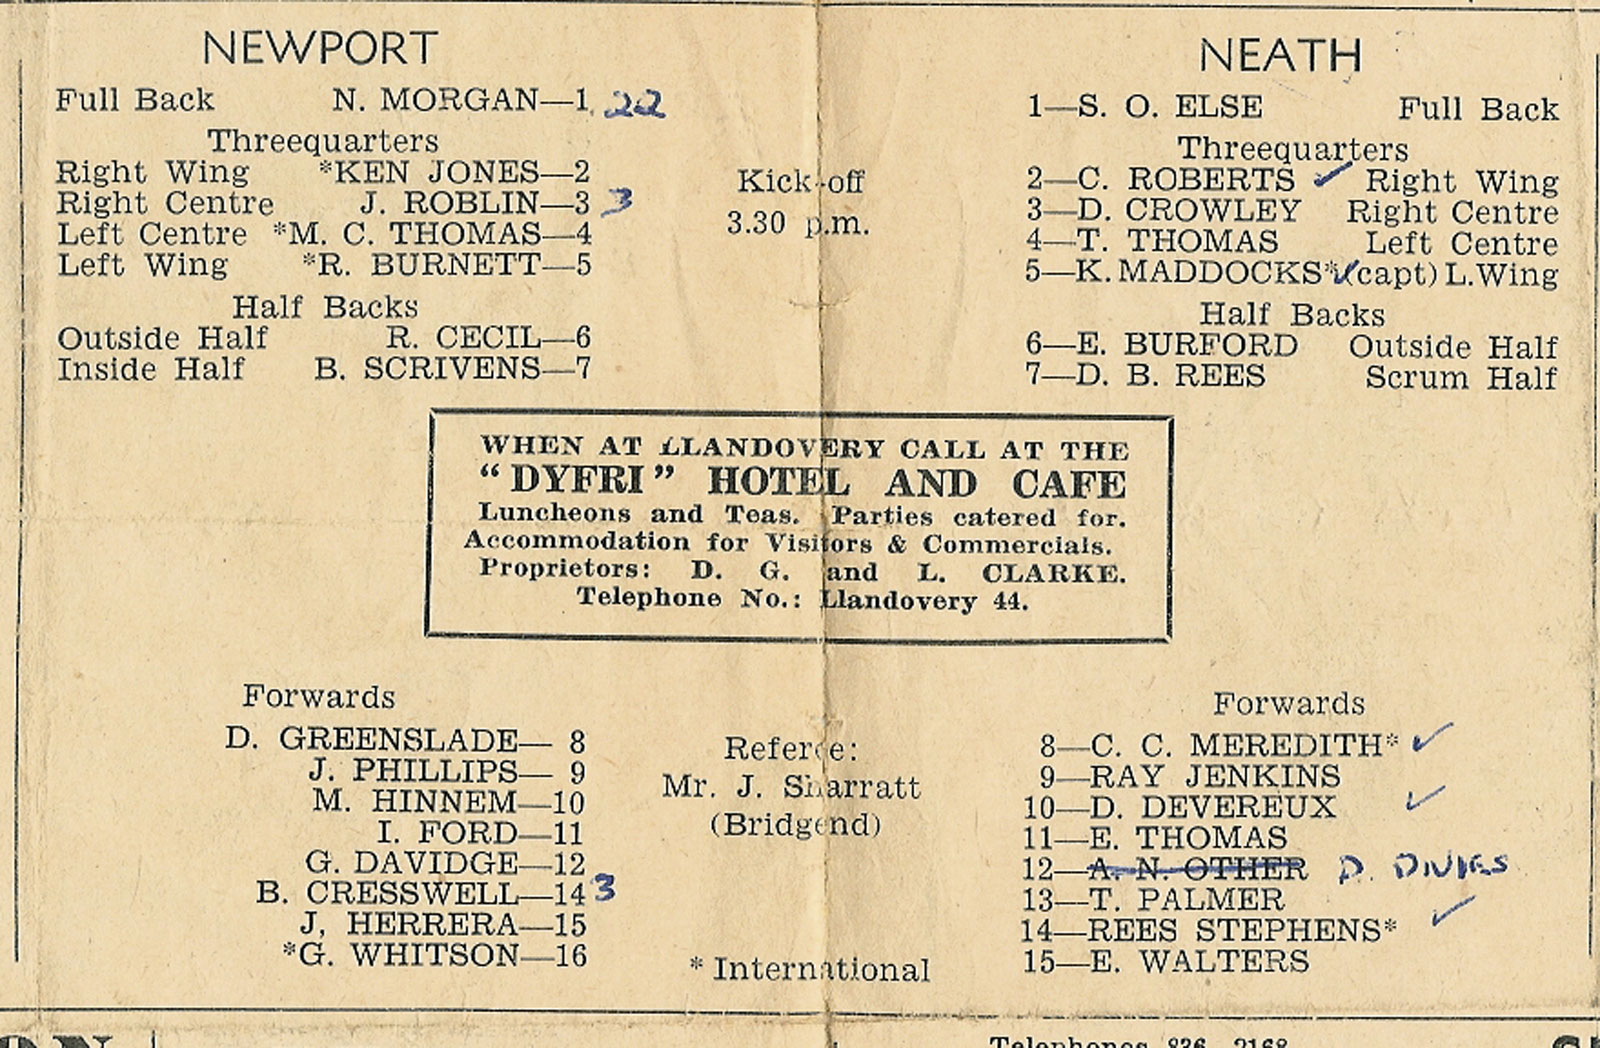 NEWPORT
Full Back N. MORGAN—1 22
Threequarters
Right Wing *KEN JONES—2
Right Centre J. ROBLIN—3 3
Left Centre *M. C. THOMAS—4
Left Wing *R. BURNETT—5
Half Backs
Outside Half R. CECIL—6
Inside Half B. SCRIVENS—7
Kick-off
3.30 p.m.
NEATH
1—S. O. ELSE Full Back
Threequarters
2—C. ROBERTS ✓ Right Wing
3—D. CROWLEY Right Centre
4—T. THOMAS Left Centre
5—K. MADDOCKS*✓(capt) L.Wing
Half Backs
6—E. BURFORD Outside Half
7—D. B. REES Scrum Half
WHEN AT LLANDOVERY CALL AT THE
“DYFRI” HOTEL AND CAFE
Luncheons and Teas. Parties catered for.
Accommodation for Visitors & Commercials.
Proprietors: D. G. and L. CLARKE.
Telephone No.: Llandovery 44.
Forwards
D. GREENSLADE— 8
J. PHILLIPS— 9
M. HINNEM—10
I. FORD—11
G. DAVIDGE—12
B. CRESSWELL—14 3
J, HERRERA—15
*G. WHITSON—16
Referee:
Mr. J. Sharratt
(Bridgend)
* International
Forwards
8—C. C. MEREDITH* ✓
9—RAY JENKINS
10—D. DEVEREUX ✓
11—E. THOMAS
12—A. N. OTHER D. DAVIES
13—T. PALMER
14—REES STEPHENS* ✓
15—E. WALTERS
Telephones 836 2168